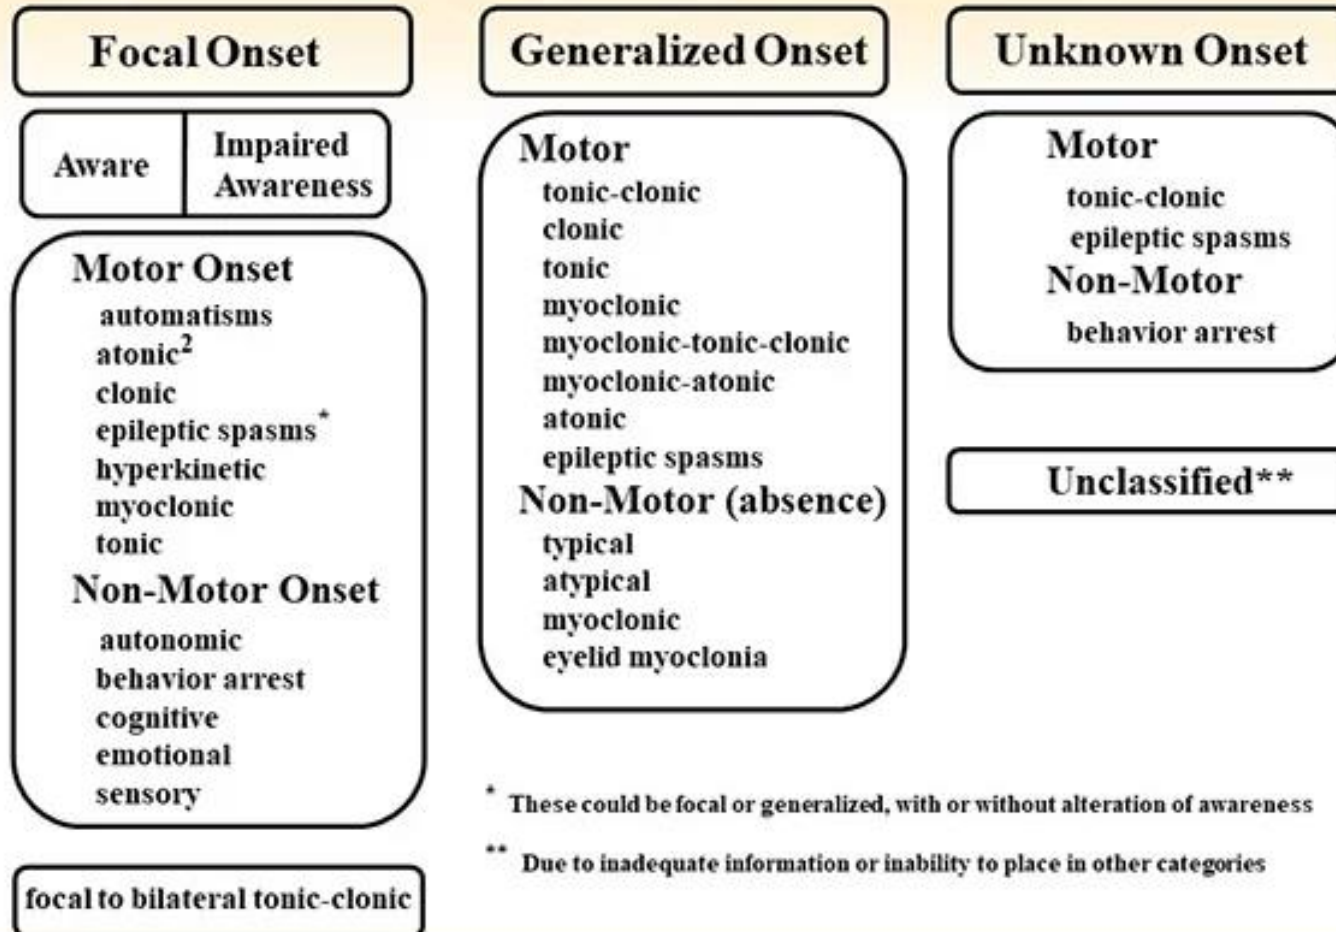 Focal Onset
Aware
Impaired
Awareness
Motor Onset
automatisms
atonic²
clonic
epileptic spasms*
hyperkinetic
myoclonic
tonic
Non-Motor Onset
autonomic
behavior arrest
cognitive
emotional
sensory
focal to bilateral tonic-clonic
Generalized Onset
Motor
tonic-clonic
clonic
tonic
myoclonic
myoclonic-tonic-clonic
myoclonic-atonic
atonic
epileptic spasms
Non-Motor (absence)
typical
atypical
myoclonic
eyelid myoclonia
Unknown Onset
Motor
tonic-clonic
epileptic spasms
Non-Motor
behavior arrest
Unclassified**
* These could be focal or generalized, with or without alteration of awareness
** Due to inadequate information or inability to place in other categories